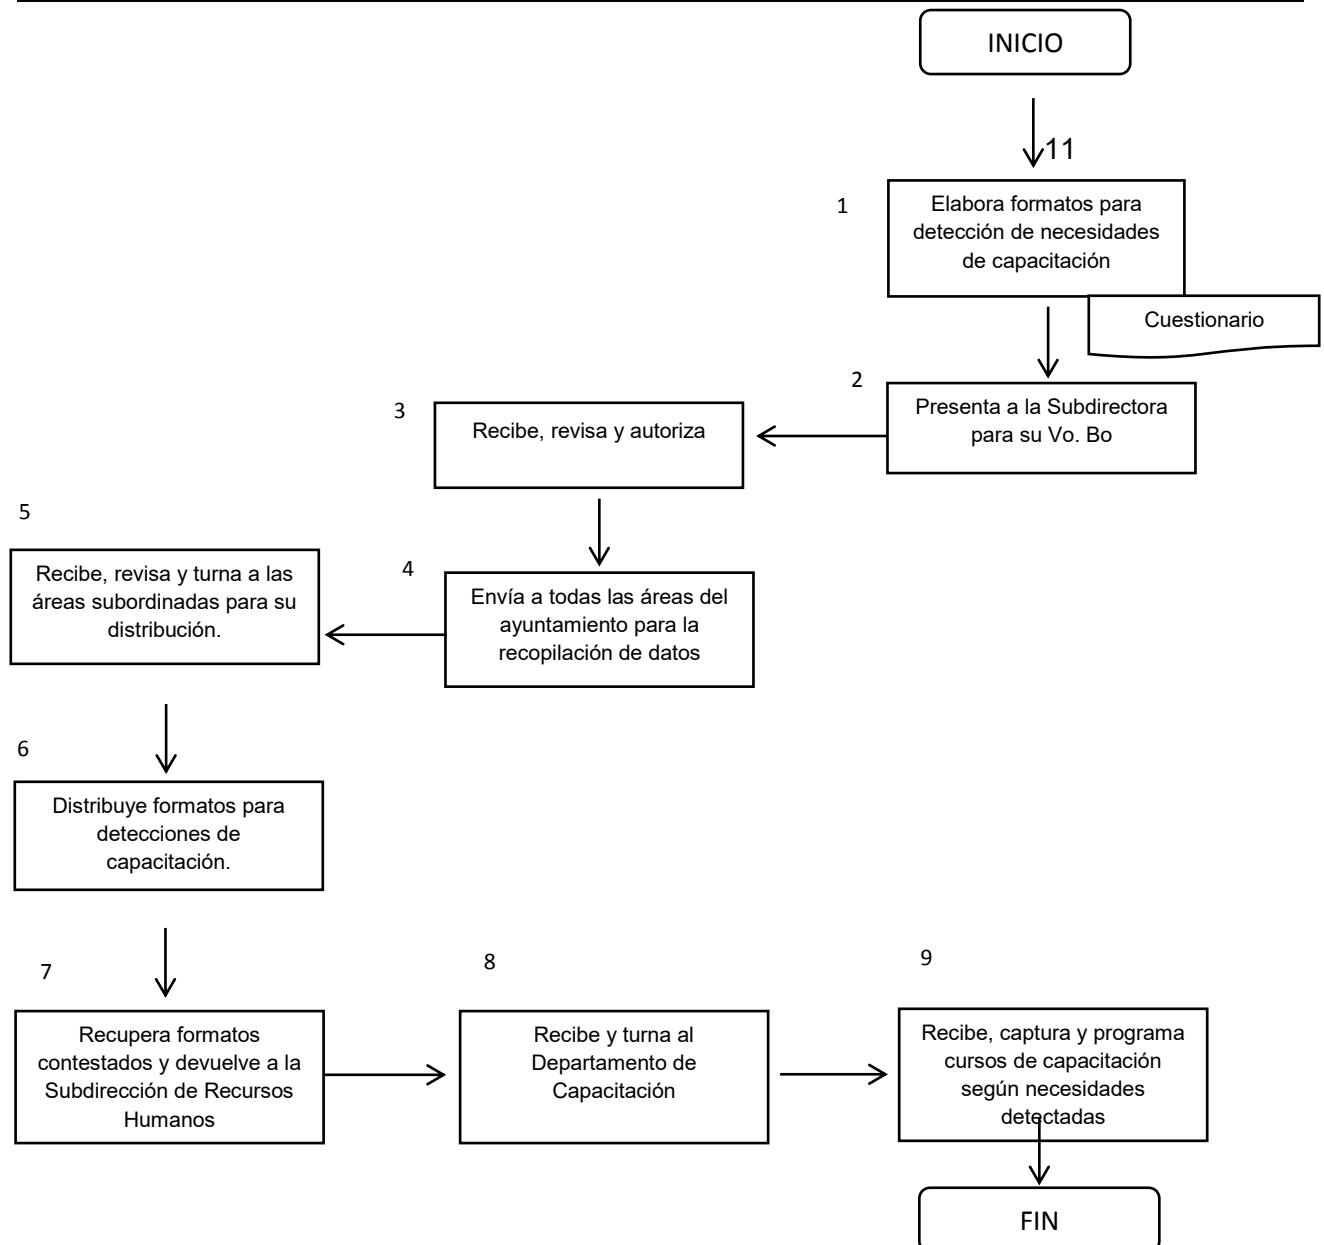 INICIO
11
1
Elabora formatos para
detección de necesidades
de capacitación
Cuestionario
2
Presenta a la Subdirectora
para su Vo. Bo
3
Recibe, revisa y autoriza
4
Envía a todas las áreas del
ayuntamiento para la
recopilación de datos
5
Recibe, revisa y turna a las
áreas subordinadas para su
distribución.
6
Distribuye formatos para
detecciones de
capacitación.
7
Recupera formatos
contestados y devuelve a la
Subdirección de Recursos
Humanos
8
Recibe y turna al
Departamento de
Capacitación
9
Recibe, captura y programa
cursos de capacitación
según necesidades
detectadas
FIN